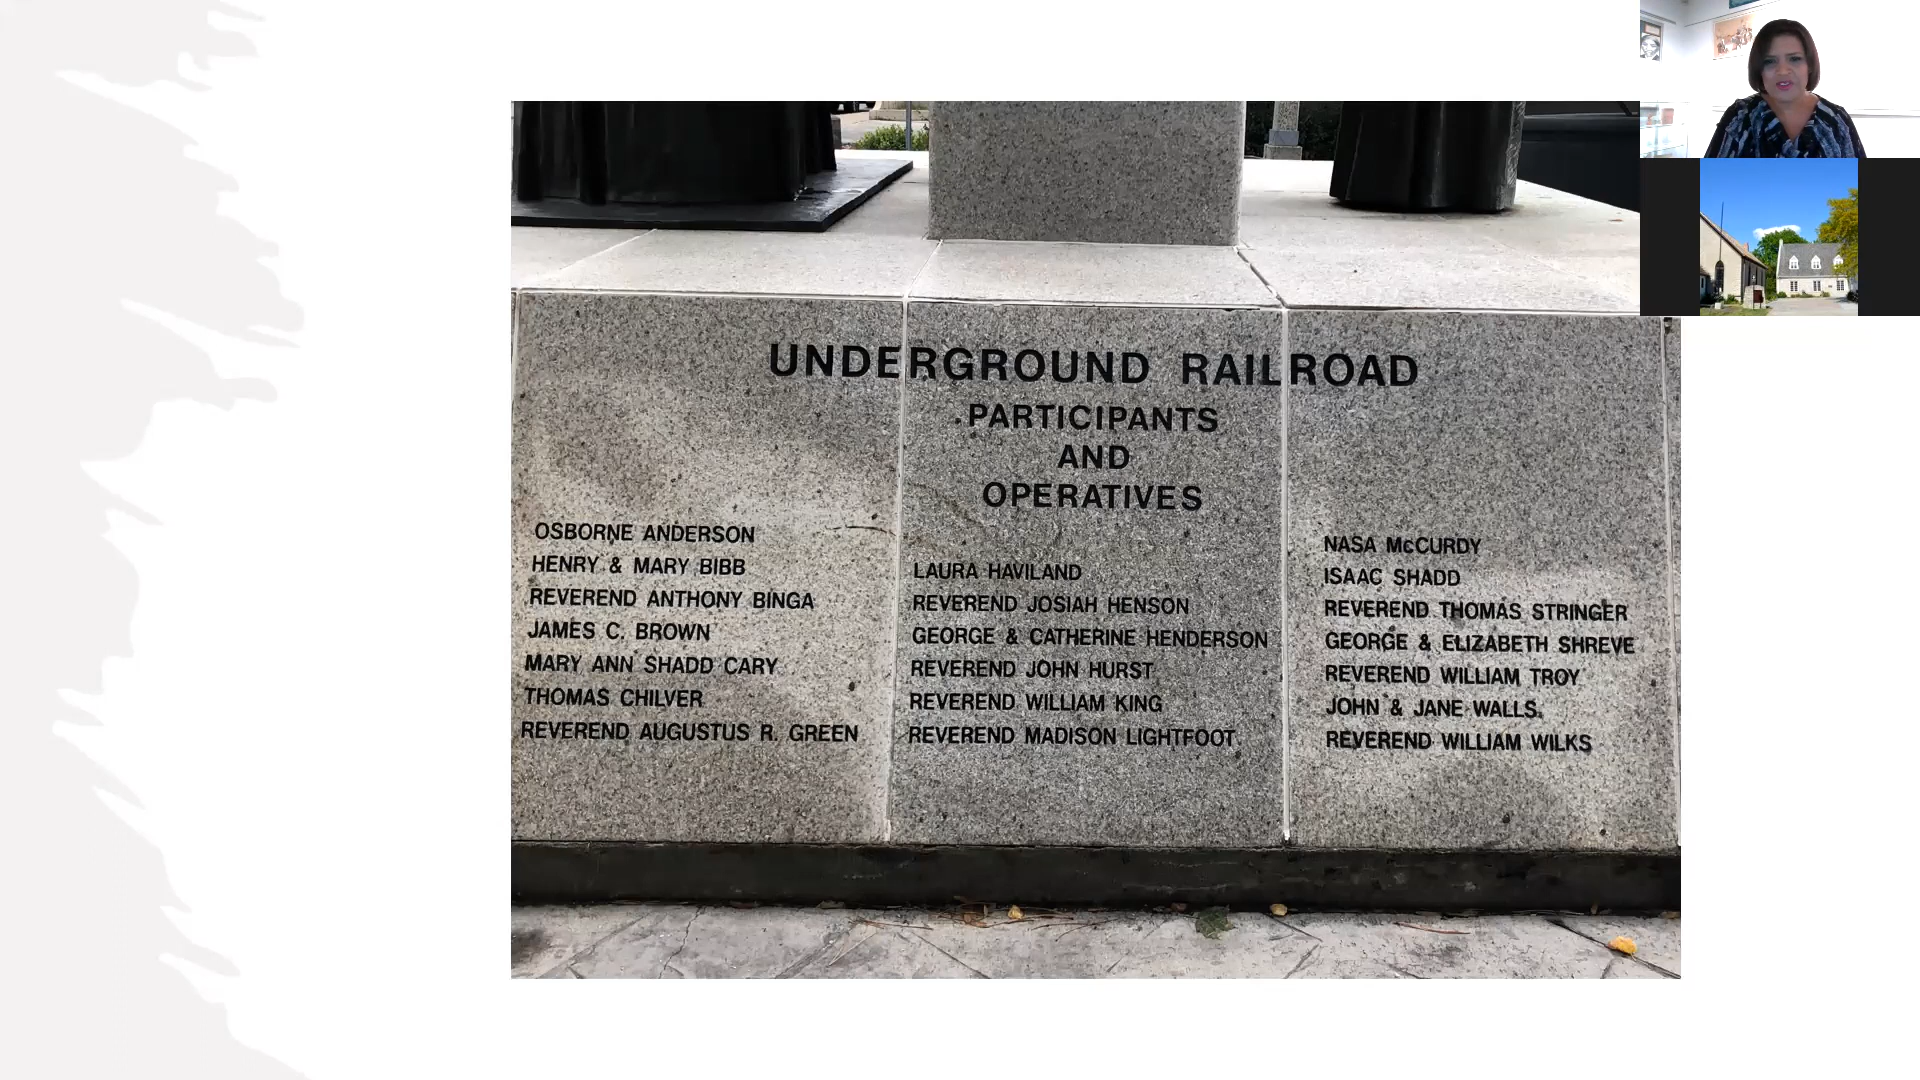 UNDERGROUND RAILROAD
PARTICIPANTS
AND
OPERATIVES
OSBORNE ANDERSON
HENRY & MARY BIBB
REVEREND ANTHONY BINGA
JAMES C. BROWN
MARY ANN SHADD CARY
THOMAS CHILVER
REVEREND AUGUSTUS R. GREEN
LAURA HAVILAND
REVEREND JOSIAH HENSON
GEORGE & CATHERINE HENDERSON
REVEREND JOHN HURST
REVEREND WILLIAM KING
REVEREND MADISON LIGHTFOOT
NASA McCURDY
ISAAC SHADD
REVEREND THOMAS STRINGER
GEORGE & ELIZABETH SHREVE
REVEREND WILLIAM TROY
JOHN & JANE WALLS
REVEREND WILLIAM WILKS